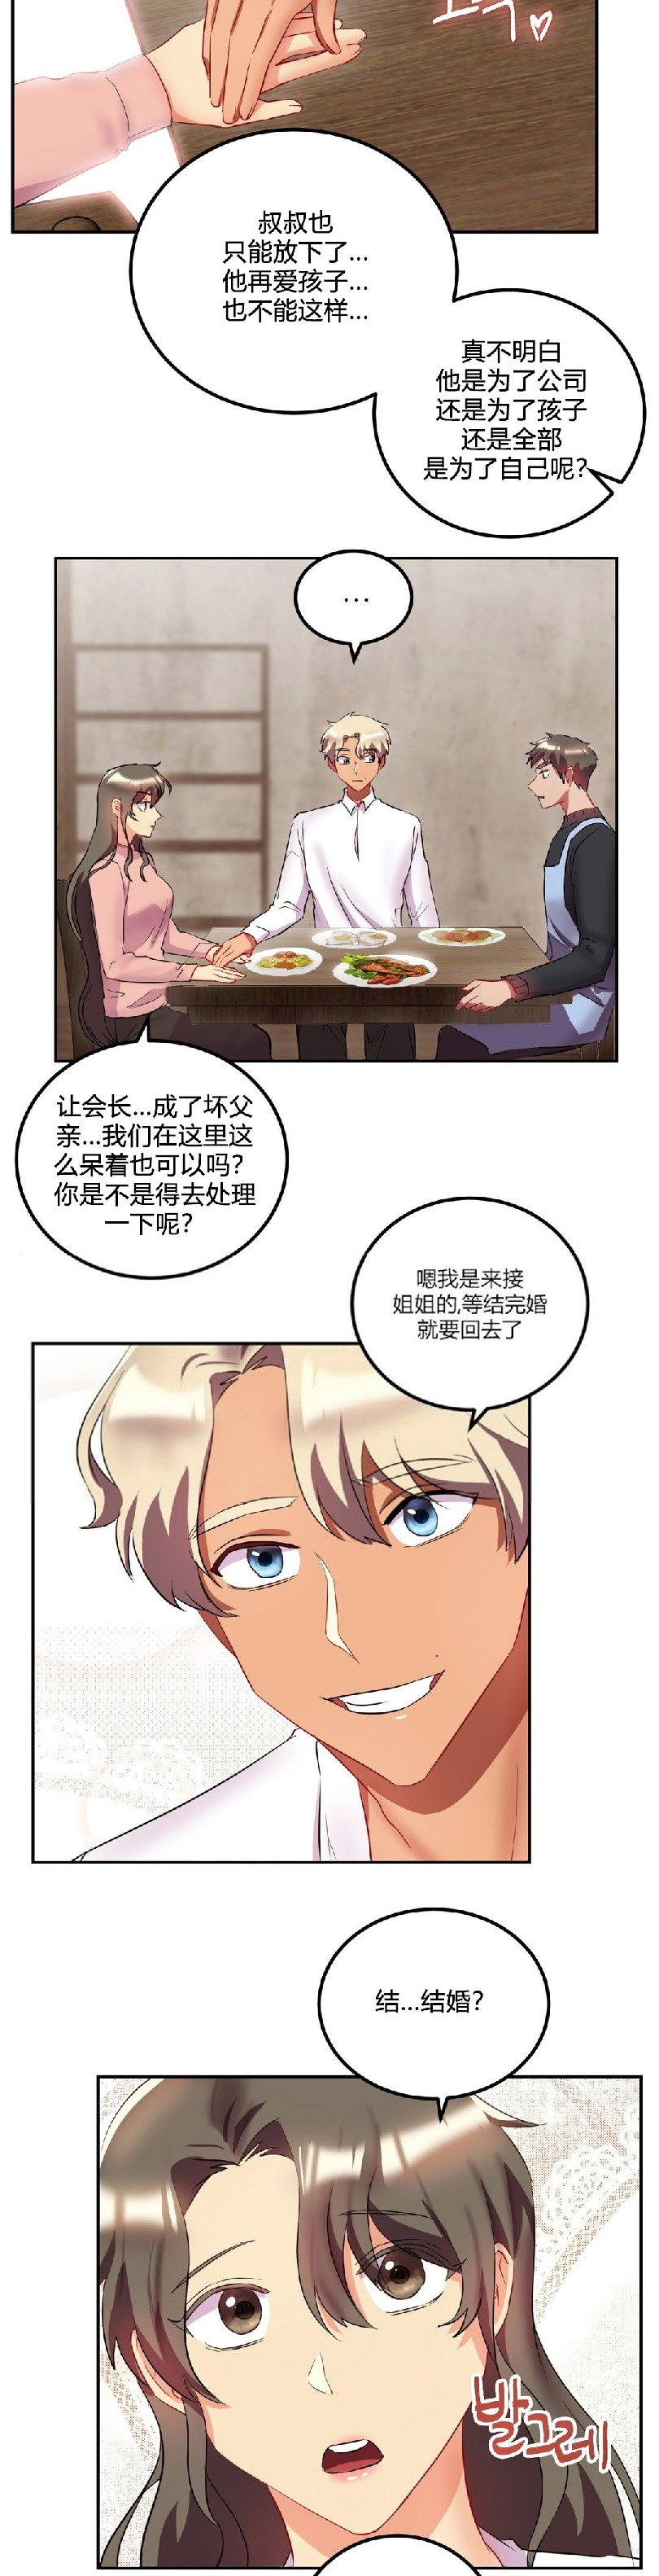 叔叔也
只能放下了...
他再爱孩子...
也不能这样...
真不明白
他是为了公司
还是为了孩子
还是全部
是为了自己呢?
...
让会长...成了坏父
亲...我们在这里这
么呆着也可以吗?
你是不是得去处理
一下呢?
嗯我是来接
姐姐的,等结完婚
就要回去了
结...结婚?
발그레